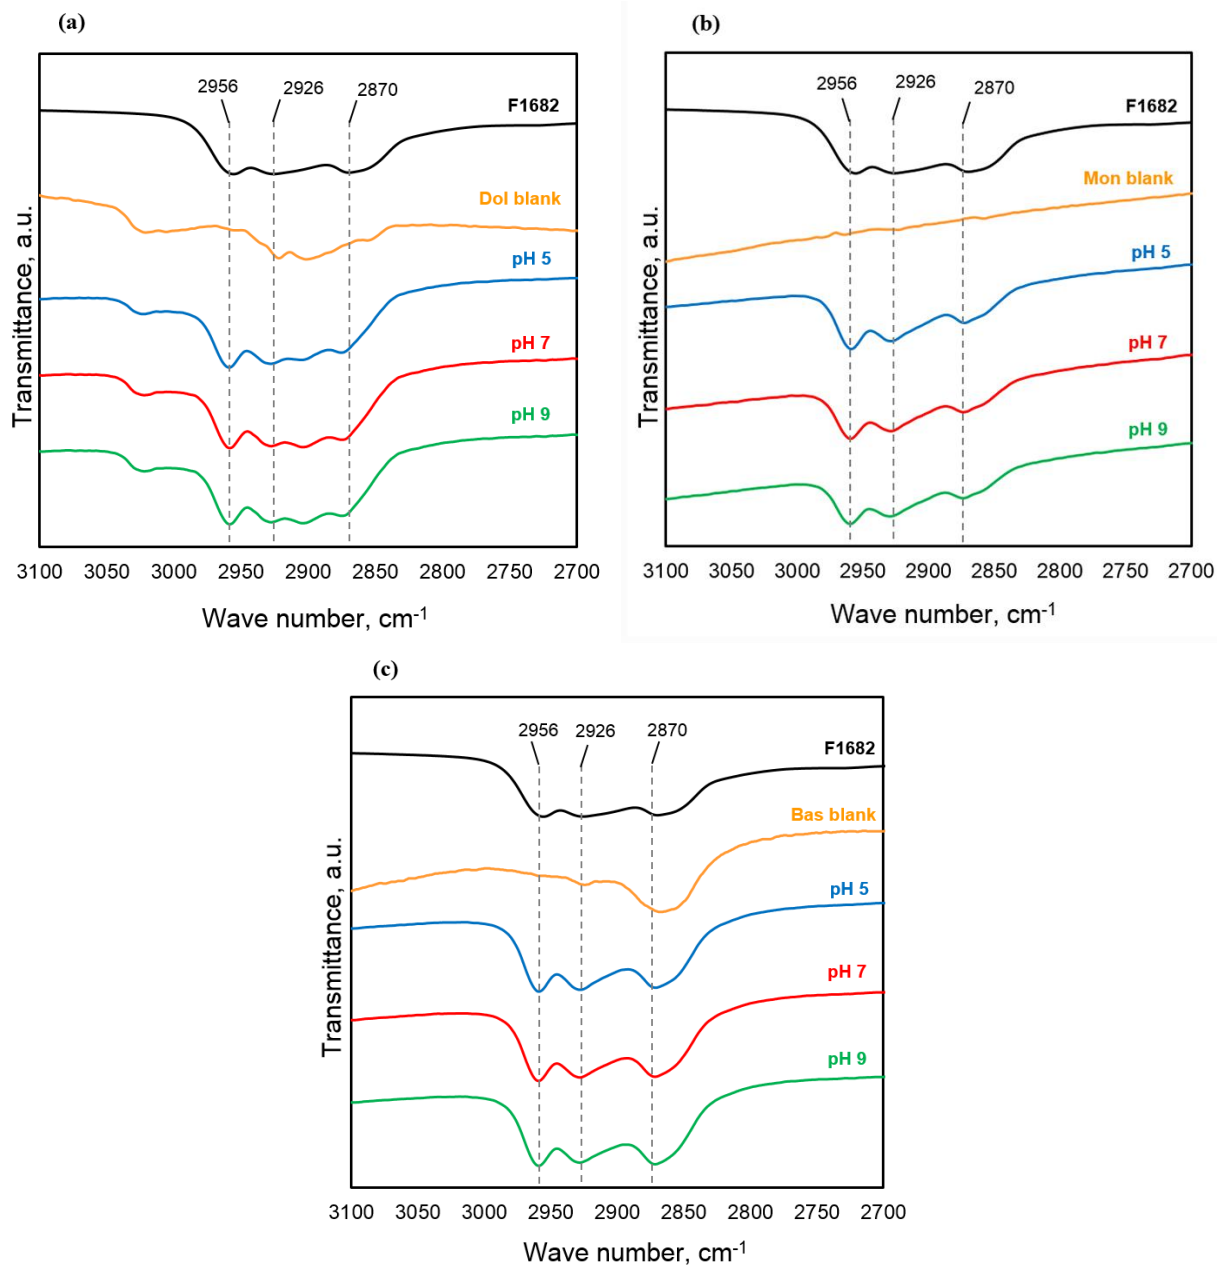 (a)
2956 2926 2870
F1682
Dol blank
pH 5
pH 7
pH 9
Transmittance, a.u.
3100 3050 3000 2950 2900 2850 2800 2750 2700
Wave number, cm-1
(b)
2956 2926 2870
F1682
Mon blank
pH 5
pH 7
pH 9
Transmittance, a.u.
3100 3050 3000 2950 2900 2850 2800 2750 2700
Wave number, cm-1
(c)
2956 2926 2870
F1682
Bas blank
pH 5
pH 7
pH 9
Transmittance, a.u.
3100 3050 3000 2950 2900 2850 2800 2750 2700
Wave number, cm-1